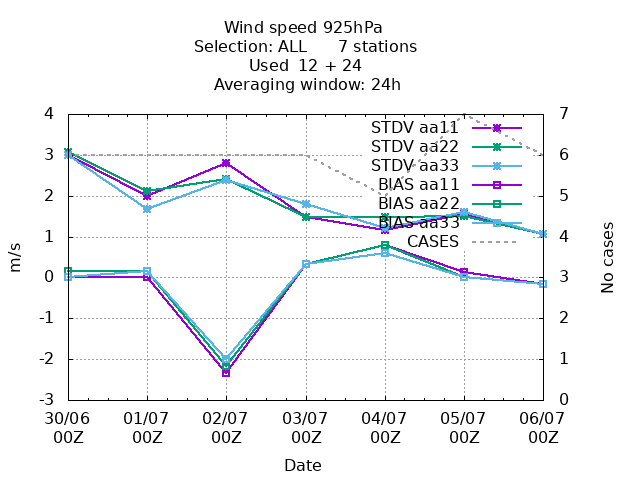 Wind speed 925hPa
Selection: ALL      7 stations
Used  12 + 24
Averaging window: 24h
4
3
2
1
0
-1
-2
-3
m/s
7
6
5
4
3
2
1
0
No cases
STDV aa11
STDV aa22
STDV aa33
BIAS aa11
BIAS aa22
BIAS aa33
CASES
30/06 01/07 02/07 03/07 04/07 05/07 06/07
00Z 00Z 00Z 00Z 00Z 00Z 00Z
Date